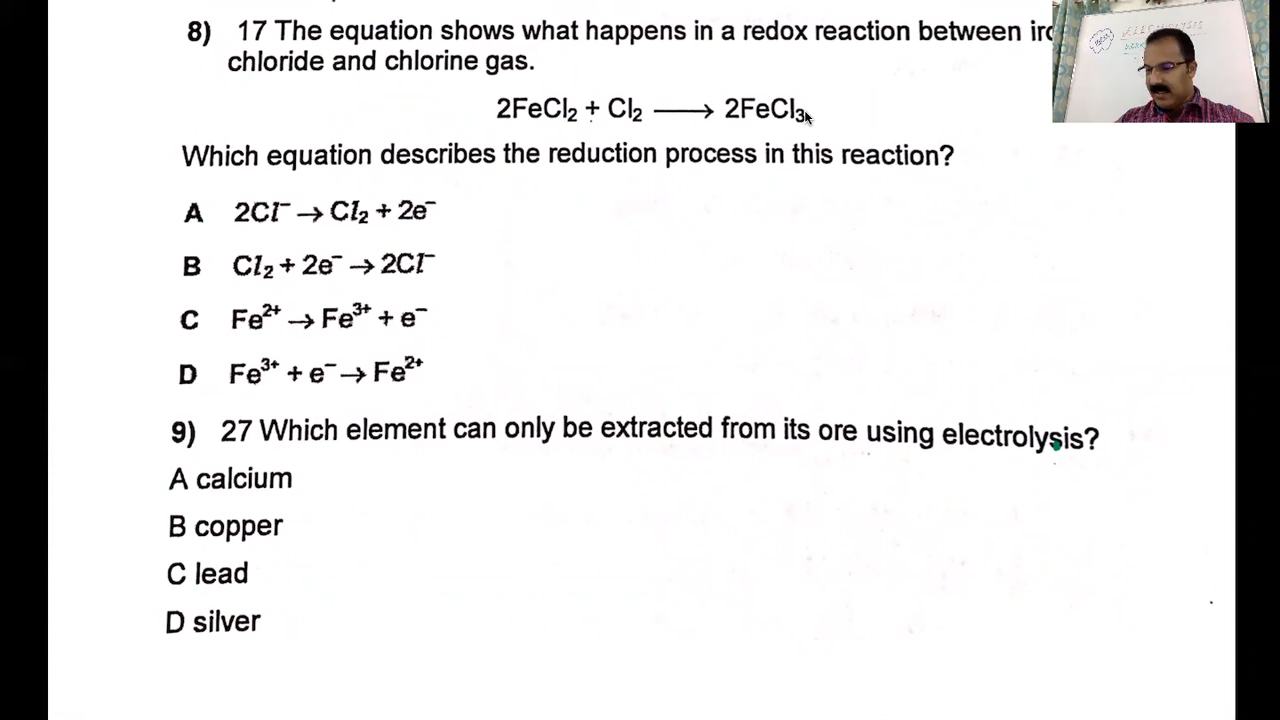 8) 17 The equation shows what happens in a redox reaction between
chloride and chlorine gas.
2FeCl₂ + Cl₂ ⟶ 2FeCl₃
Which equation describes the reduction process in this reaction?
A 2Cl⁻ → Cl₂ + 2e⁻
B Cl₂ + 2e⁻ → 2Cl⁻
C Fe²⁺ → Fe³⁺ + e⁻
D Fe³⁺ + e⁻ → Fe²⁺
9) 27 Which element can only be extracted from its ore using electrolysis?
A calcium
B copper
C lead
D silver